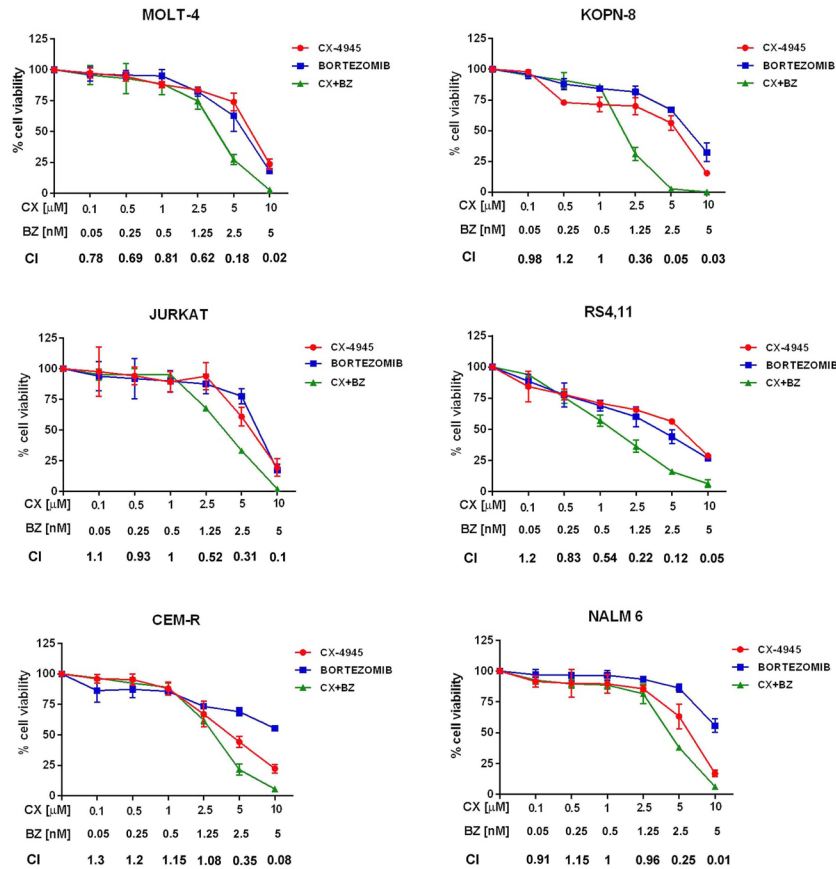 MOLT-4
125
100
75
50
25
0
% cell viability
CX-4945
BORTEZOMIB
CX+BZ
CX [µM] 0.1 0.5 1 2.5 5 10
BZ [nM] 0.05 0.25 0.5 1.25 2.5 5
CI 0.78 0.69 0.81 0.62 0.18 0.02
KOPN-8
125
100
75
50
25
0
% cell viability
CX-4945
BORTEZOMIB
CX+BZ
CX [µM] 0.1 0.5 1 2.5 5 10
BZ [nM] 0.05 0.25 0.5 1.25 2.5 5
CI 0.98 1.2 1 0.36 0.05 0.03
JURKAT
125
100
75
50
25
0
% cell viability
CX-4945
BORTEZOMIB
CX+BZ
CX [µM] 0.1 0.5 1 2.5 5 10
BZ [nM] 0.05 0.25 0.5 1.25 2.5 5
CI 1.1 0.93 1 0.52 0.31 0.1
RS4,11
125
100
75
50
25
0
% cell viability
CX-4945
BORTEZOMIB
CX+BZ
CX [µM] 0.1 0.5 1 2.5 5 10
BZ [nM] 0.05 0.25 0.5 1.25 2.5 5
CI 1.2 0.83 0.54 0.22 0.12 0.05
CEM-R
125
100
75
50
25
0
% cell viability
CX-4945
BORTEZOMIB
CX+BZ
CX [µM] 0.1 0.5 1 2.5 5 10
BZ [nM] 0.05 0.25 0.5 1.25 2.5 5
CI 1.3 1.2 1.15 1.08 0.35 0.08
NALM 6
125
100
75
50
25
0
% cell viability
CX-4945
BORTEZOMIB
CX+BZ
CX [µM] 0.1 0.5 1 2.5 5 10
BZ [nM] 0.05 0.25 0.5 1.25 2.5 5
CI 0.91 1.15 1 0.96 0.25 0.01